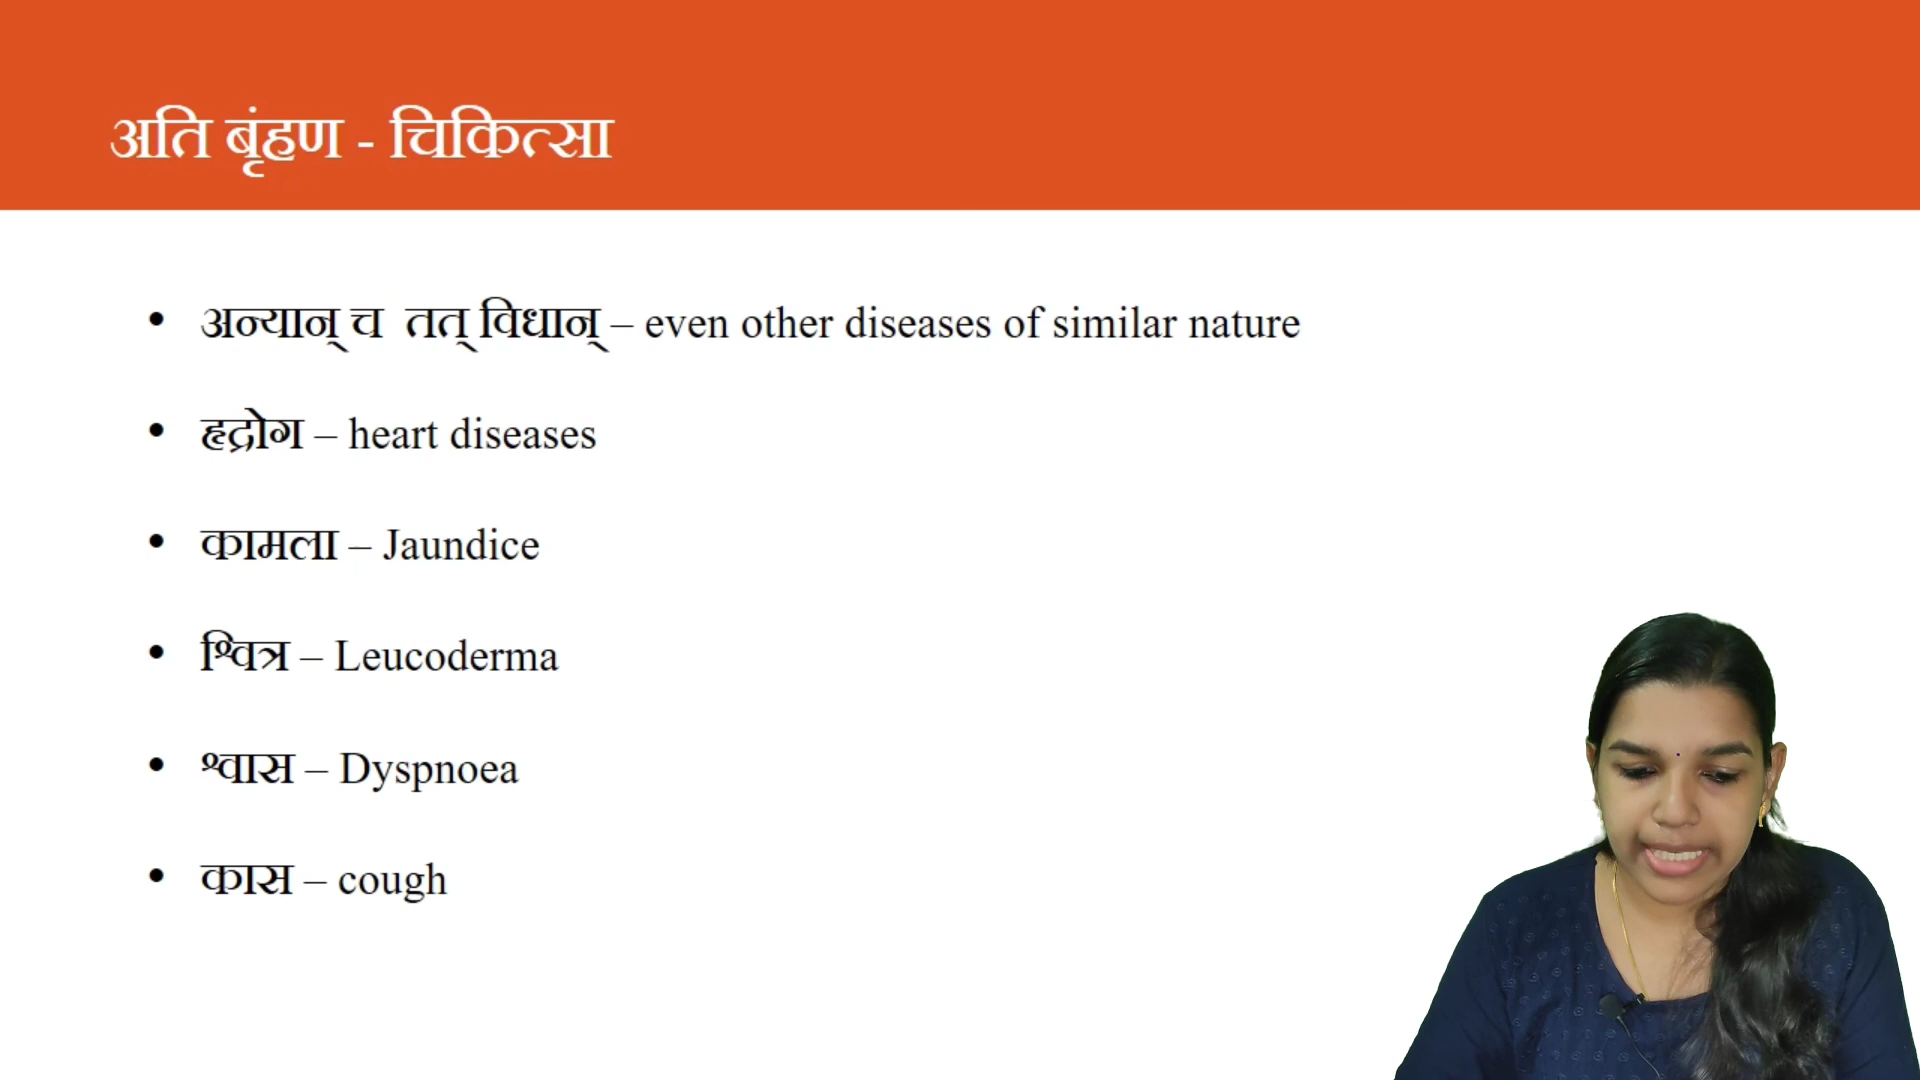 अति बृंहण - चिकित्सा
• अन्यान् च तत् विधान् – even other diseases of similar nature
• हृद्रोग – heart diseases
• कामला – Jaundice
• श्वित्र – Leucoderma
• श्वास – Dyspnoea
• कास – cough